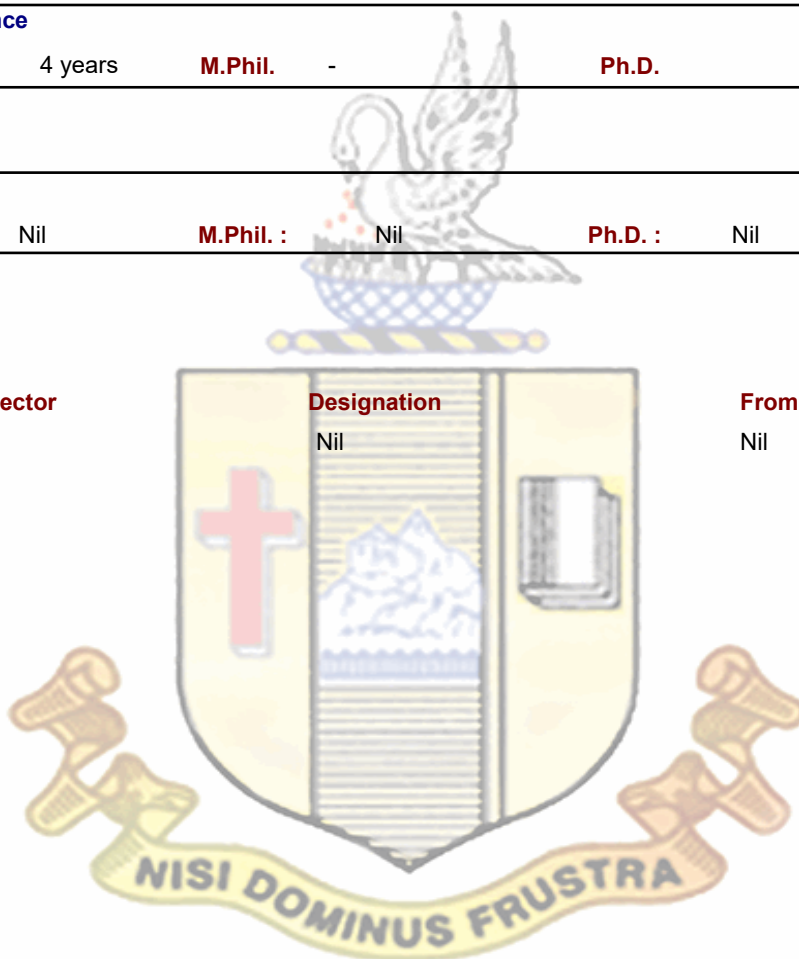 nce
4 years M.Phil. - Ph.D.
Nil M.Phil. : Nil Ph.D. : Nil
ector Designation From
Nil Nil
NISI DOMINUS FRUSTRA